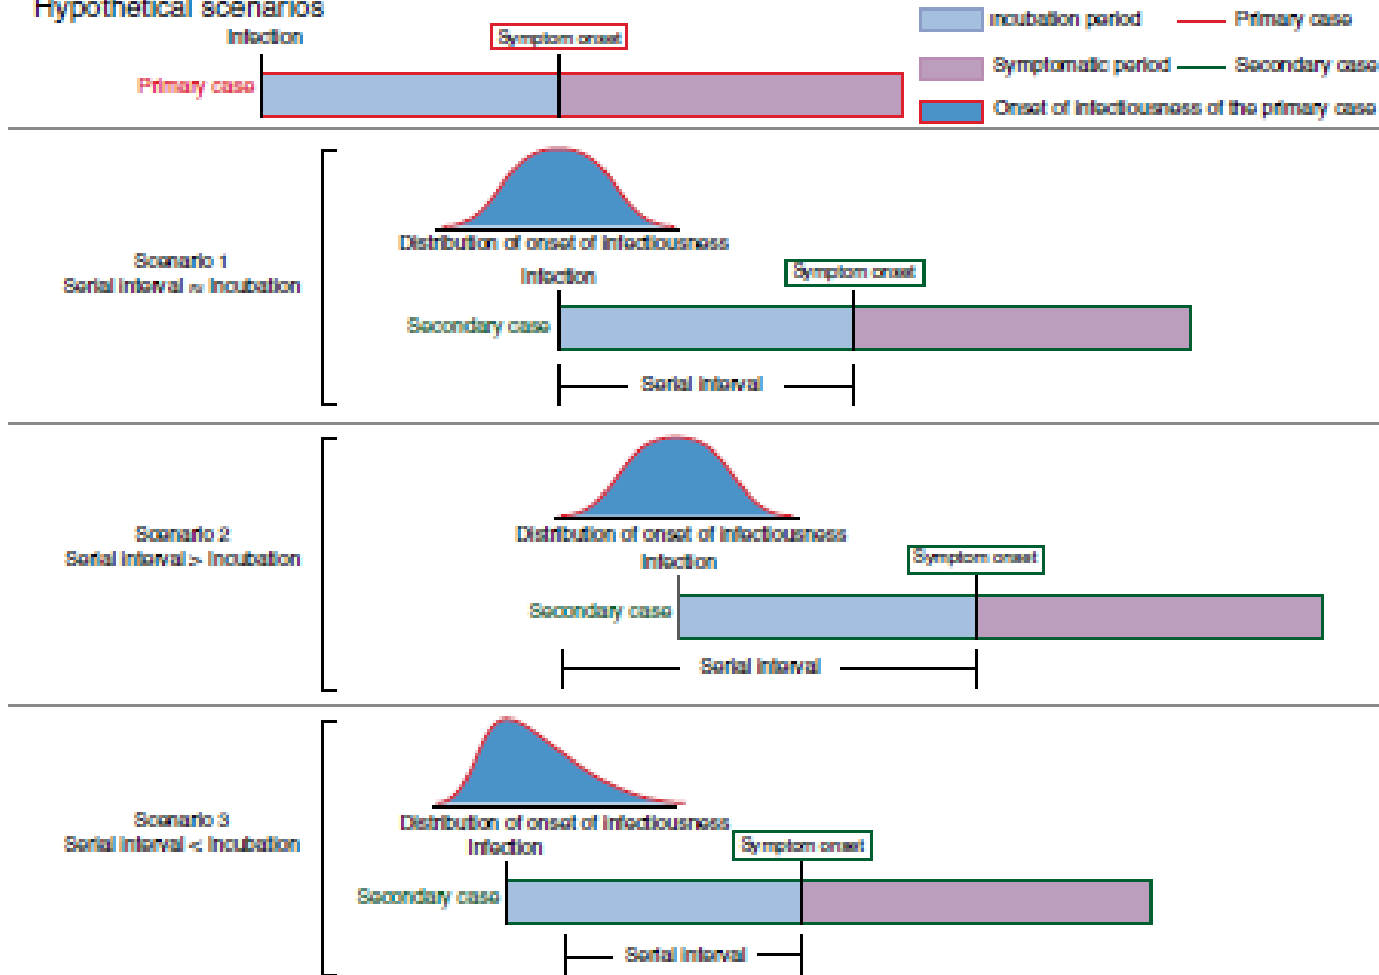 Hypothetical scenarios
Infection
Symptom onset
Primary case
Incubation period
Primary case
Symptomatic period
Secondary case
Onset of infectiousness of the primary case
Scenario 1
Serial interval ≈ Incubation
Distribution of onset of infectiousness
Infection
Symptom onset
Secondary case
Serial interval
Scenario 2
Serial interval > Incubation
Distribution of onset of infectiousness
Infection
Symptom onset
Secondary case
Serial interval
Scenario 3
Serial interval < Incubation
Distribution of onset of infectiousness
Infection
Symptom onset
Secondary case
Serial interval